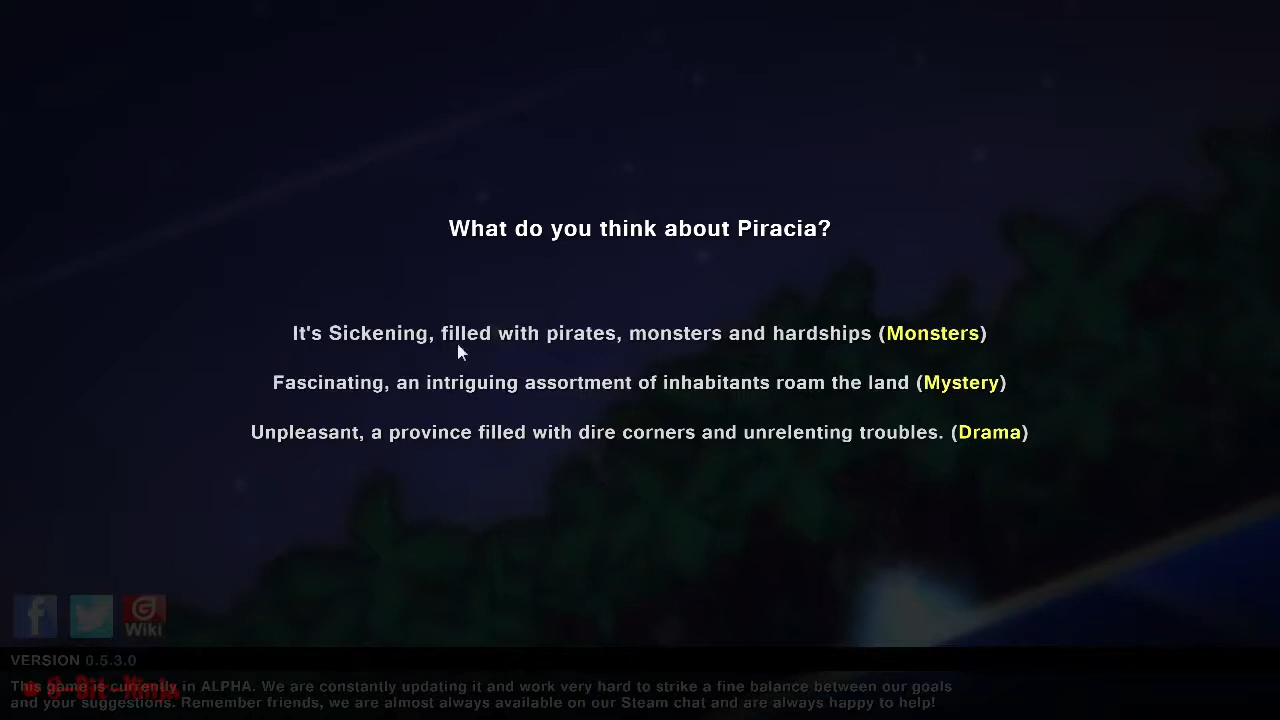 What do you think about Piracia?
It's Sickening, filled with pirates, monsters and hardships (Monsters)
Fascinating, an intriguing assortment of inhabitants roam the land (Mystery)
Unpleasant, a province filled with dire corners and unrelenting troubles. (Drama)
f
G
Wiki
VERSION 0.5.3.0
8-Bit-Ninja
This game is currently in ALPHA. We are constantly updating it and work very hard to strike a fine balance between our goals
and your suggestions. Remember friends, we are almost always available on our Steam chat and are always happy to help!